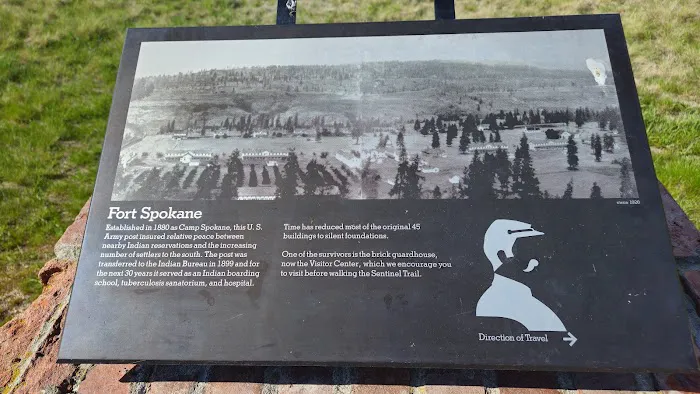 Fort Spokane
Established in 1880 as Camp Spokane, this U. S.
Army post insured relative peace between
nearby Indian reservations and the increasing
number of settlers to the south. The post was
transferred to the Indian Bureau in 1899 and for
the next 30 years it served as an Indian boarding
school, tuberculosis sanatorium, and hospital.
Time has reduced most of the original 45
buildings to silent foundations.
One of the survivors is the brick guardhouse,
now the Visitor Center, which we encourage you
to visit before walking the Sentinel Trail.
Direction of Travel